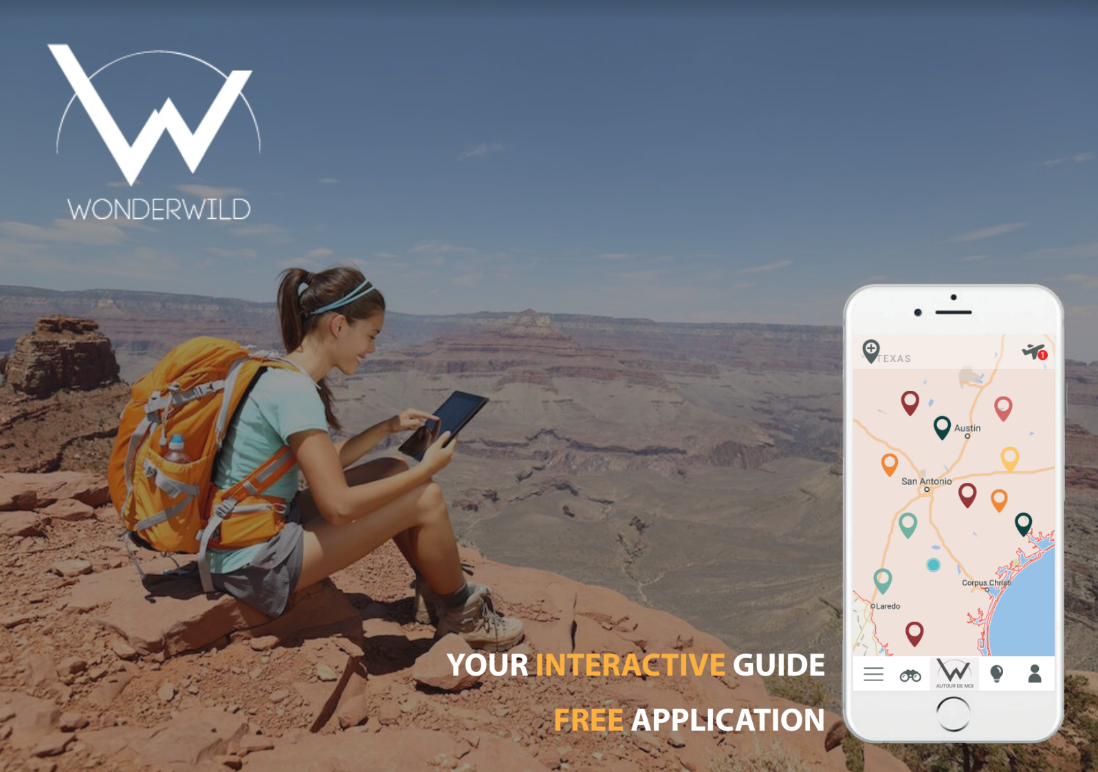 WONDERWILD
TEXAS
1
Austin
San Antonio
Corpus Christi
Laredo
AUTOUR DE MOI
YOUR INTERACTIVE GUIDE
FREE APPLICATION